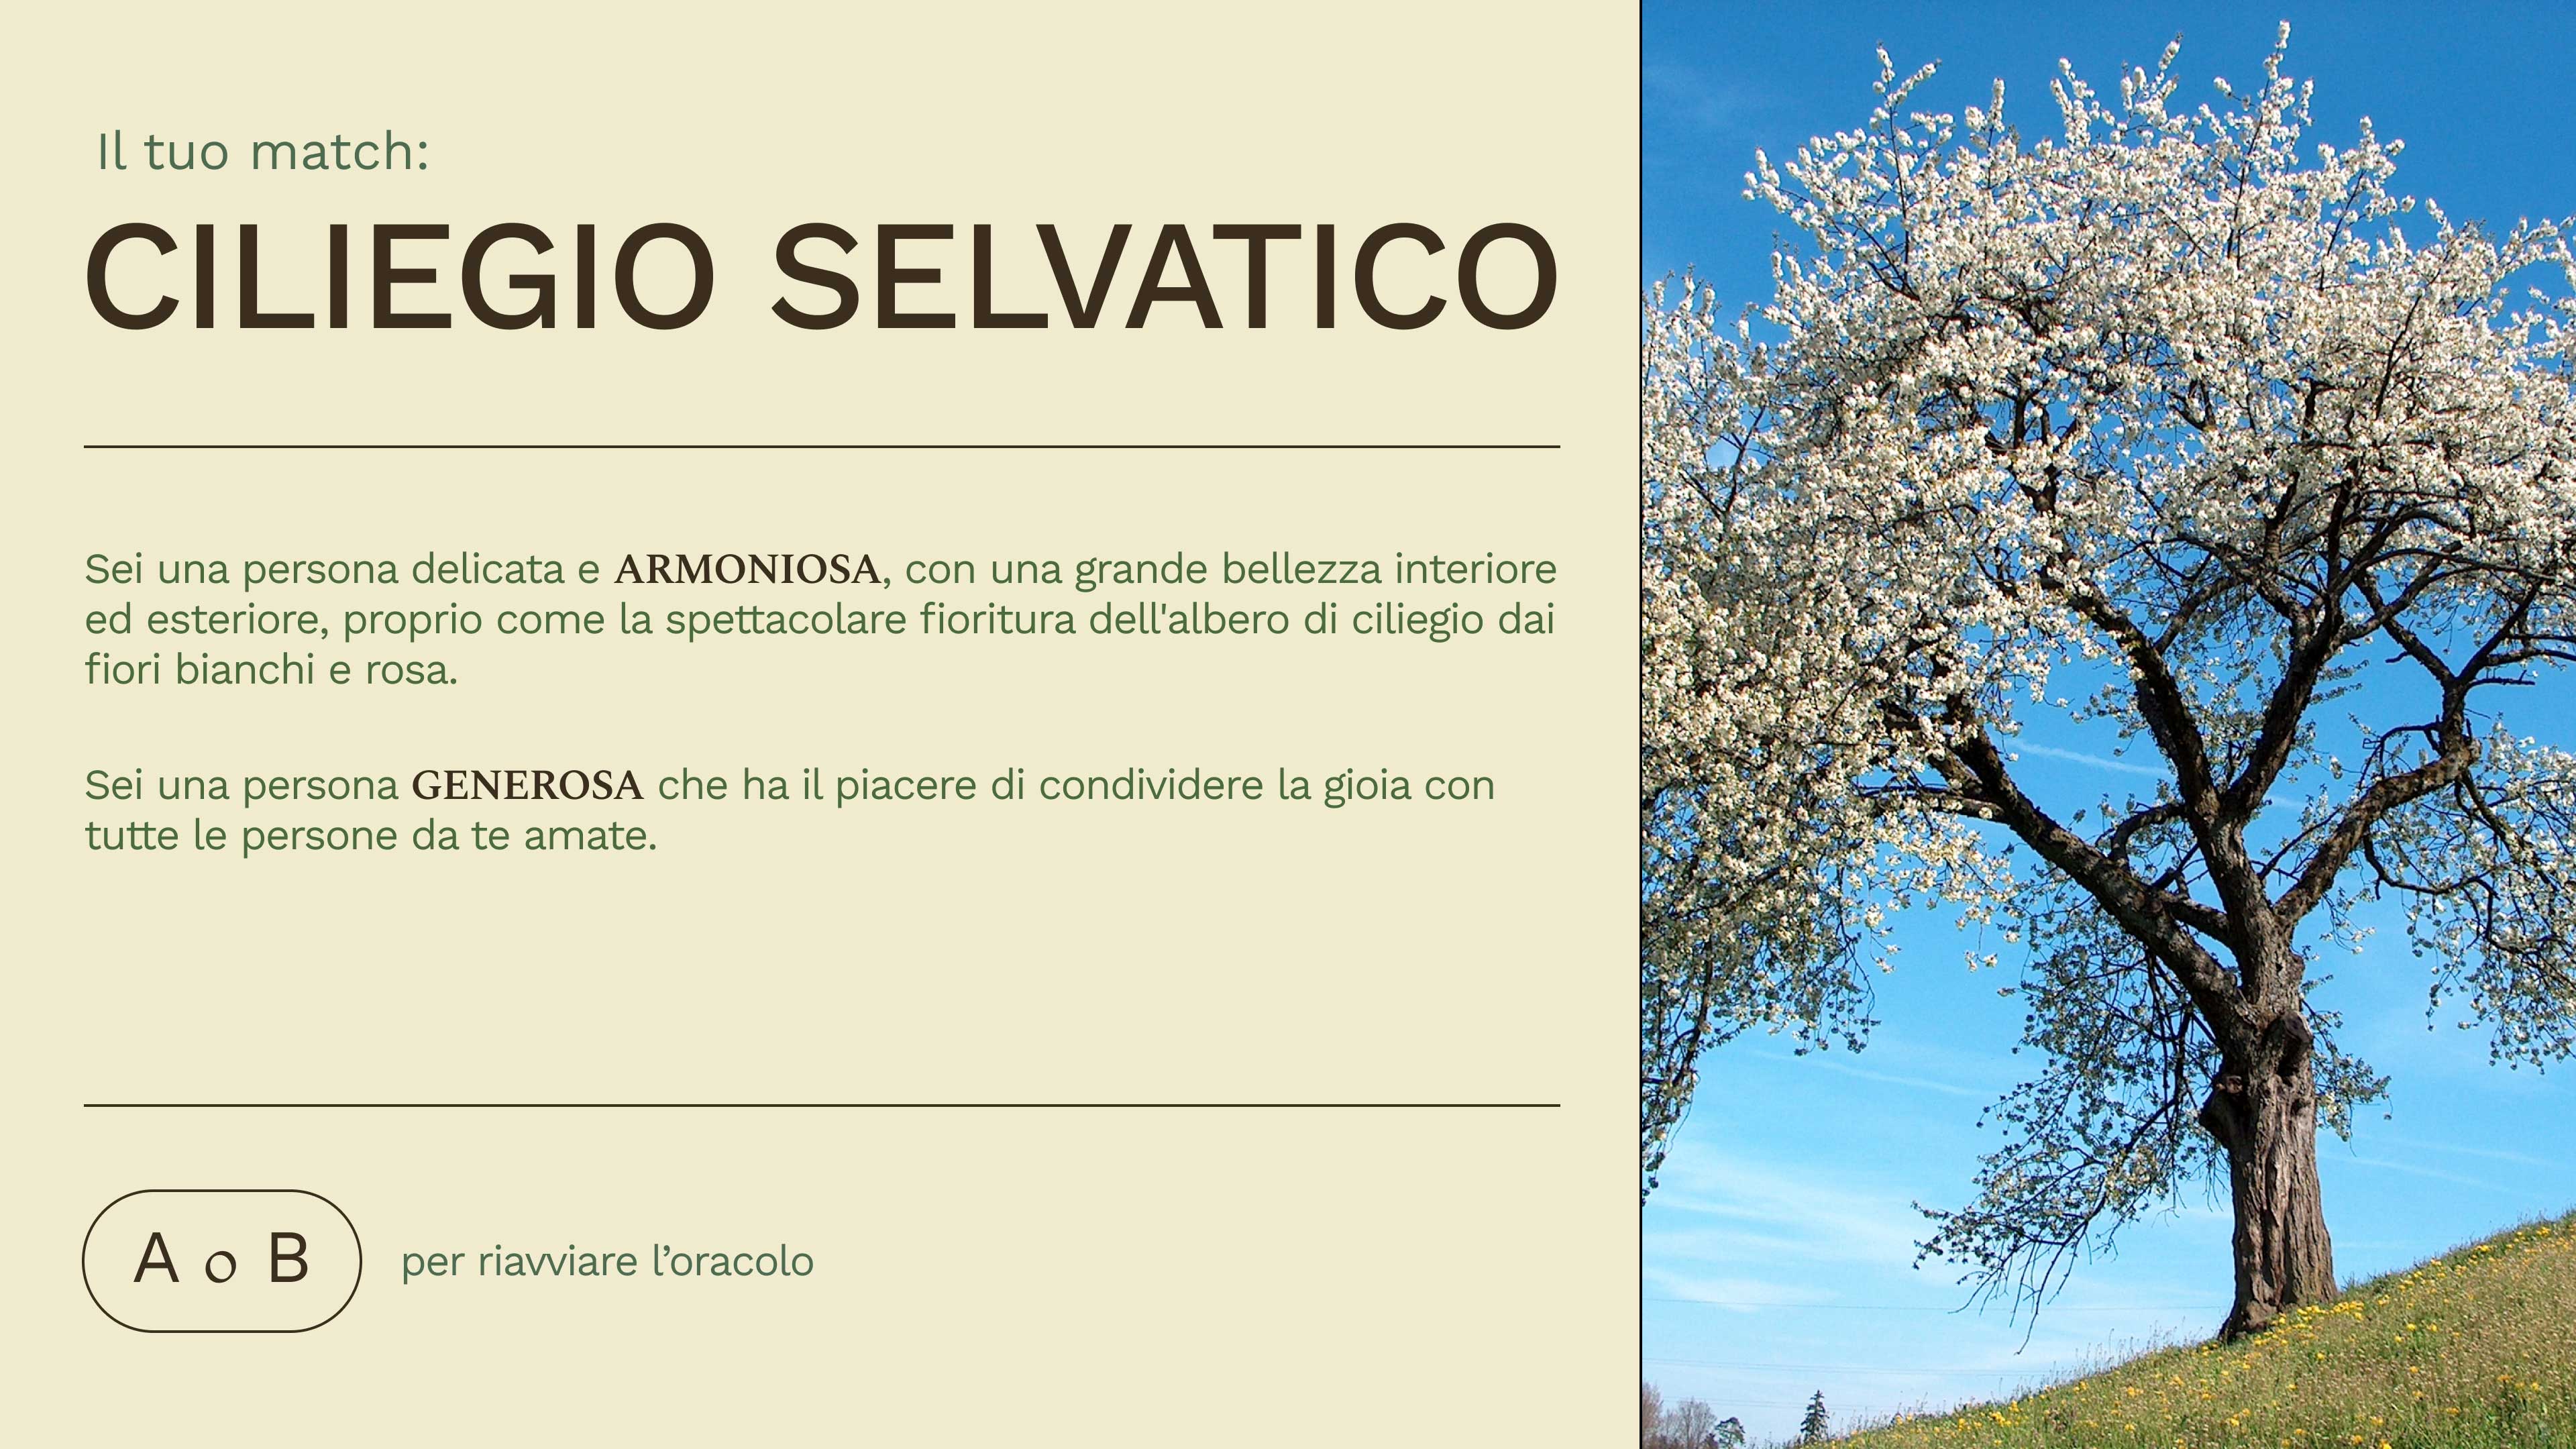 Il tuo match:
CILIEGIO SELVATICO
Sei una persona delicata e ARMONIOSA, con una grande bellezza interiore
ed esteriore, proprio come la spettacolare fioritura dell'albero di ciliegio dai
fiori bianchi e rosa.
Sei una persona GENEROSA che ha il piacere di condividere la gioia con
tutte le persone da te amate.
A o B per riavviare l’oracolo